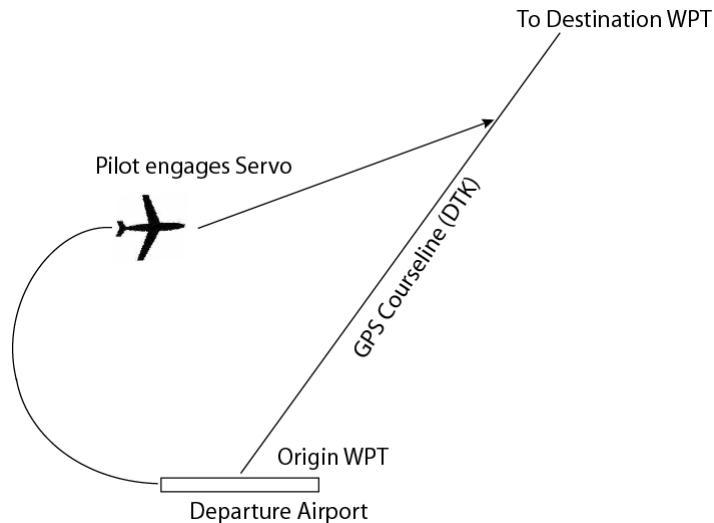 To Destination WPT
Pilot engages Servo
GPS Courseline (DTK)
Origin WPT
Departure Airport